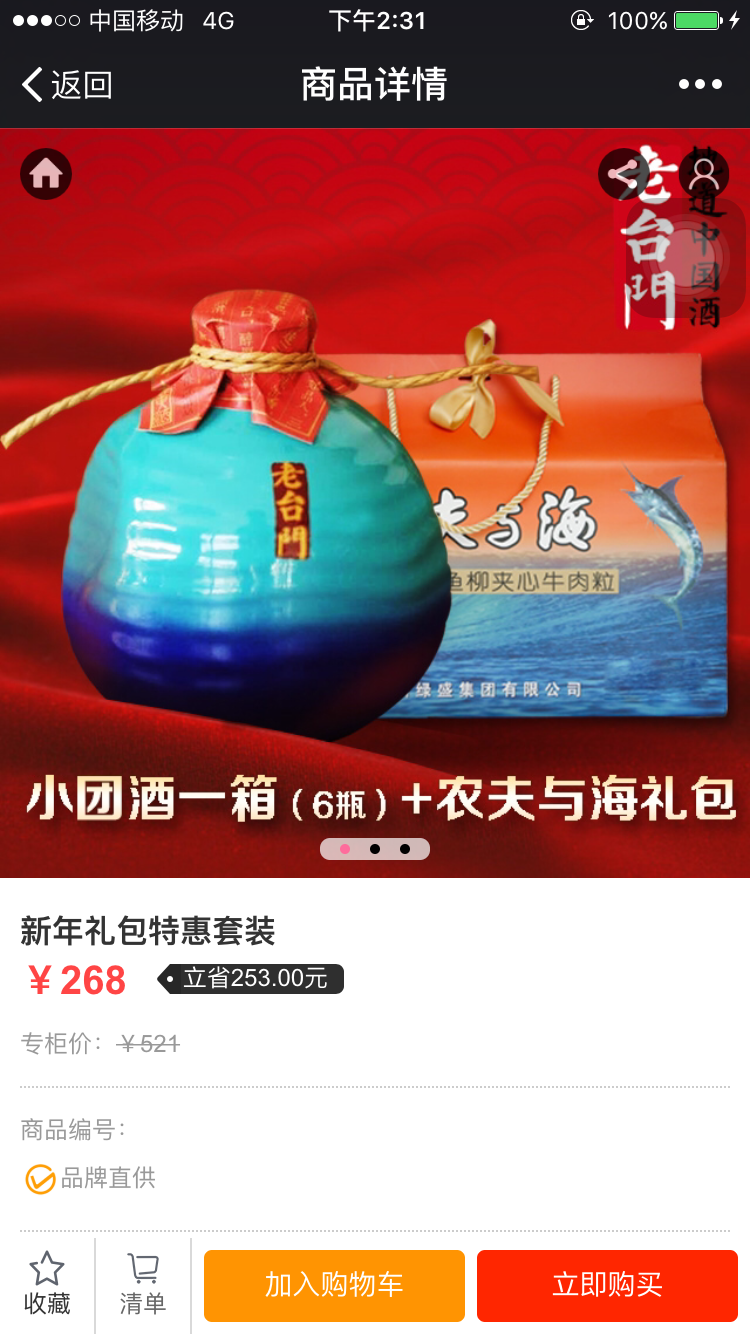 中国移动 4G 下午2:31 100%
返回 商品详情
老台門
地道中国酒
老台門
夫与海
鱼柳夹心牛肉粒
绿盛集团有限公司
小团酒一箱（6瓶）+农夫与海礼包
新年礼包特惠套装
￥268 立省253.00元
专柜价：￥521
商品编号：
品牌直供
收藏 清单 加入购物车 立即购买